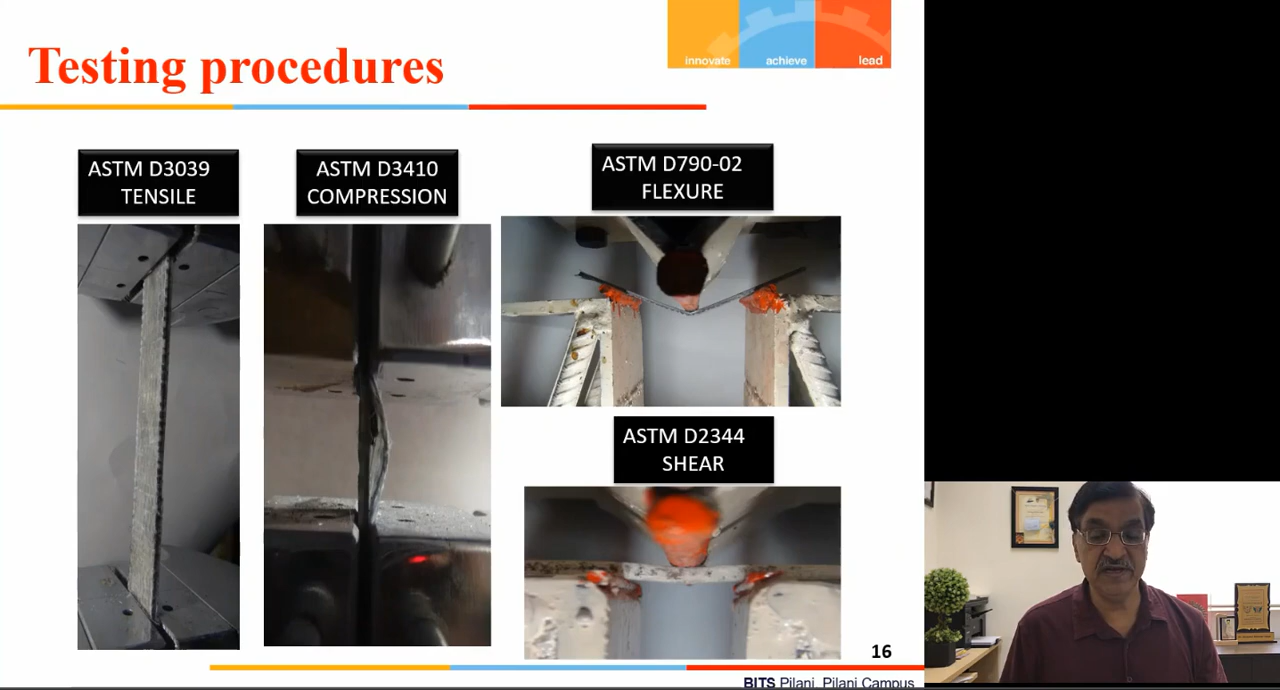 innovate achieve lead
Testing procedures
ASTM D3039
TENSILE
ASTM D3410
COMPRESSION
ASTM D790-02
FLEXURE
ASTM D2344
SHEAR
16
BITS Pilani, Pilani Campus